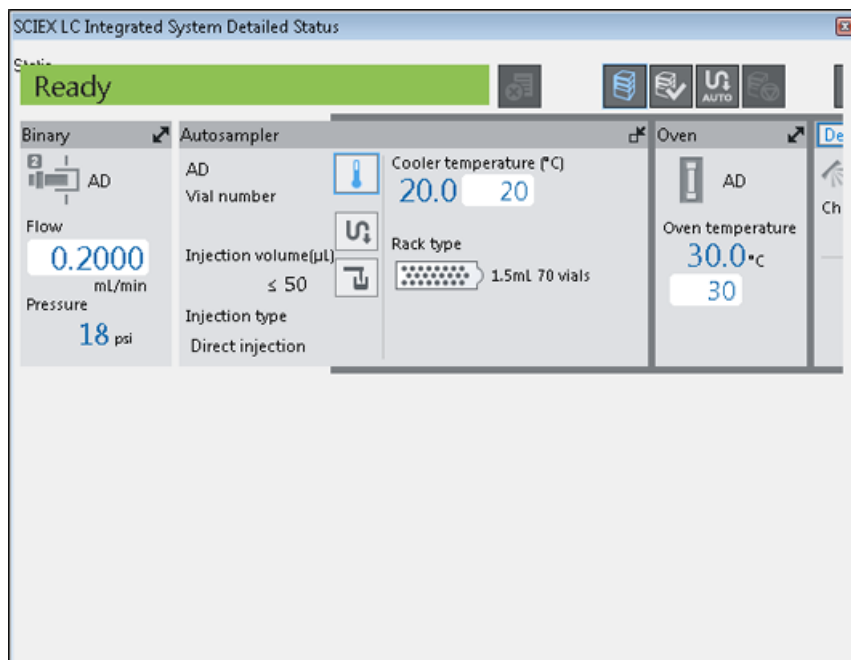 SCIEX LC Integrated System Detailed Status
Ready
AUTO
Binary
2
AD
Flow
0.2000
mL/min
Pressure
18 psi
Autosampler
AD
Vial number
Injection volume(µL)
≤ 50
Injection type
Direct injection
Cooler temperature (°C)
20.0 20
Rack type
1.5mL 70 vials
Oven
AD
Oven temperature
30.0°C
30
De
Ch